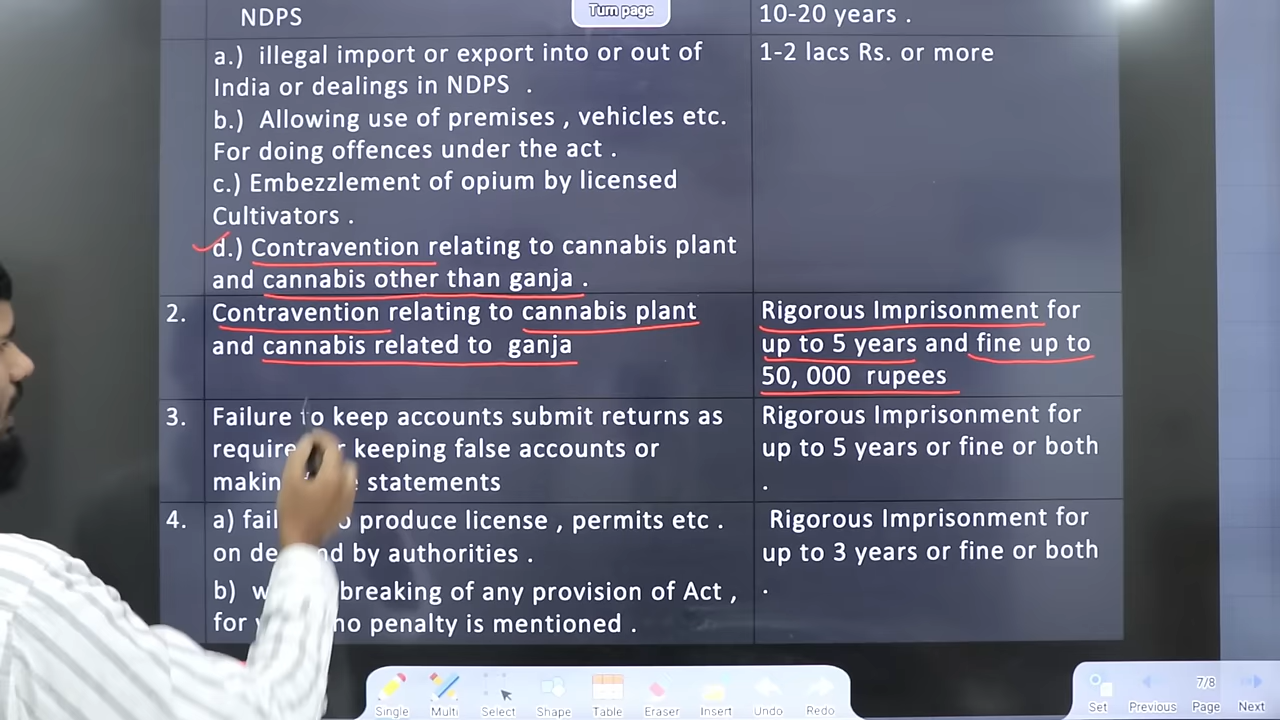 Turn page
NDPS
10-20 years .
a.) illegal import or export into or out of
India or dealings in NDPS .
b.) Allowing use of premises , vehicles etc.
For doing offences under the act .
c.) Embezzlement of opium by licensed
Cultivators .
d.) Contravention relating to cannabis plant
and cannabis other than ganja .
1-2 lacs Rs. or more
2. Contravention relating to cannabis plant
and cannabis related to ganja
Rigorous Imprisonment for
up to 5 years and fine up to
50, 000 rupees
3. Failure to keep accounts submit returns as
keeping false accounts or
statements
Rigorous Imprisonment for
up to 5 years or fine or both
.
4. a) produce license , permits etc .
on by authorities .
b) breaking of any provision of Act ,
for no penalty is mentioned .
Rigorous Imprisonment for
up to 3 years or fine or both
.
Single Multi Select Shape Table Eraser Insert Undo Redo
7/8
Set Previous Page Next